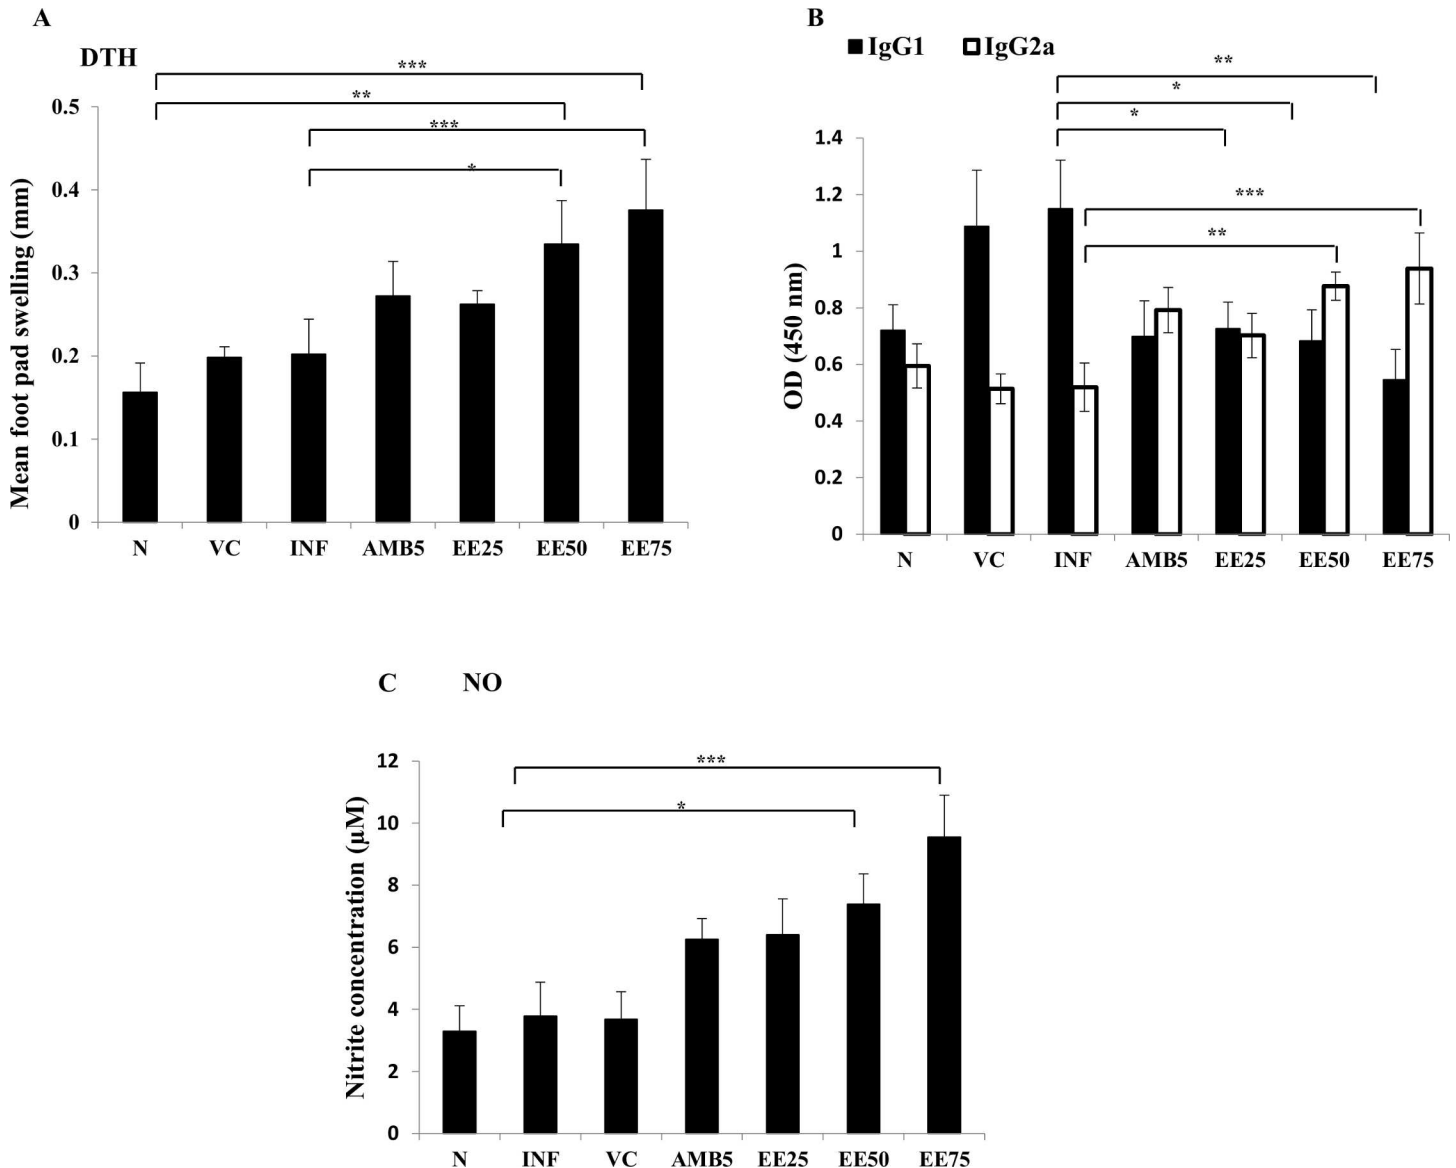 A
DTH
***
**
***
*
0.5
0.4
0.3
0.2
0.1
0
Mean foot pad swelling (mm)
N VC INF AMB5 EE25 EE50 EE75
B
IgG1 IgG2a
**
*
*
***
**
1.4
1.2
1
0.8
0.6
0.4
0.2
0
OD (450 nm)
N VC INF AMB5 EE25 EE50 EE75
C NO
***
*
12
10
8
6
4
2
0
Nitrite concentration (µM)
N INF VC AMB5 EE25 EE50 EE75